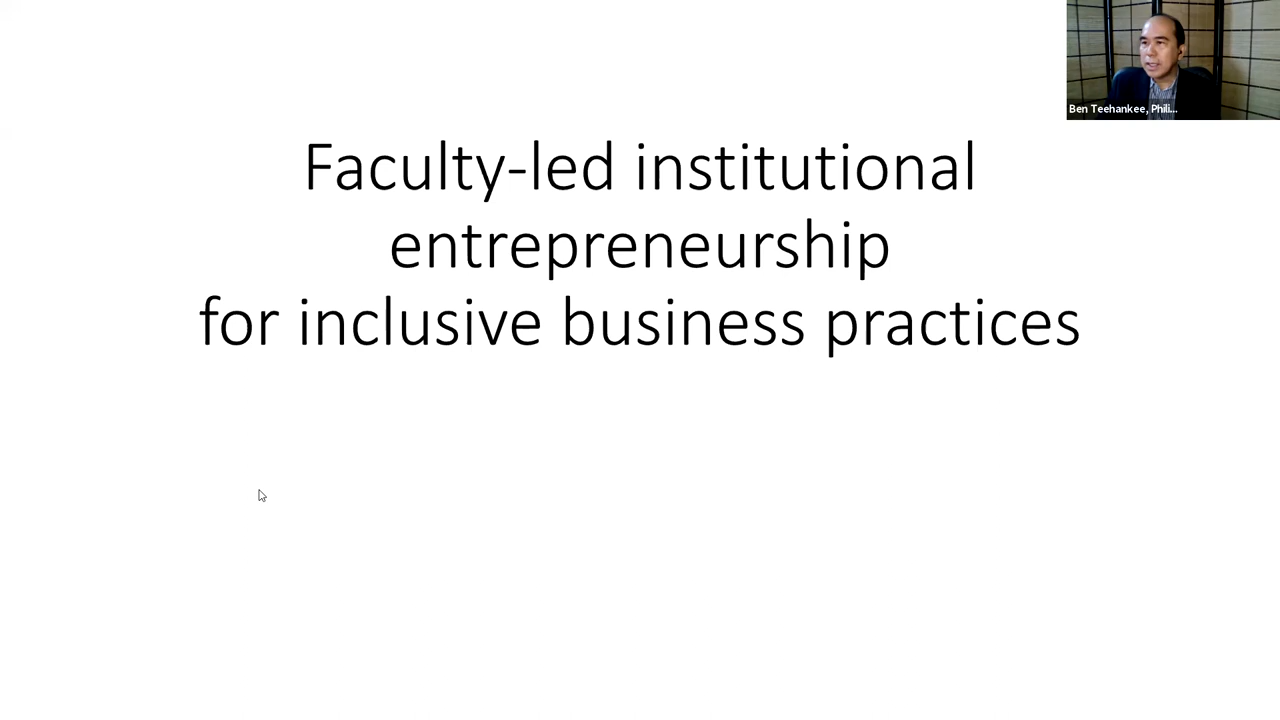 Ben Teehankee, Phili...
Faculty-led institutional
entrepreneurship
for inclusive business practices